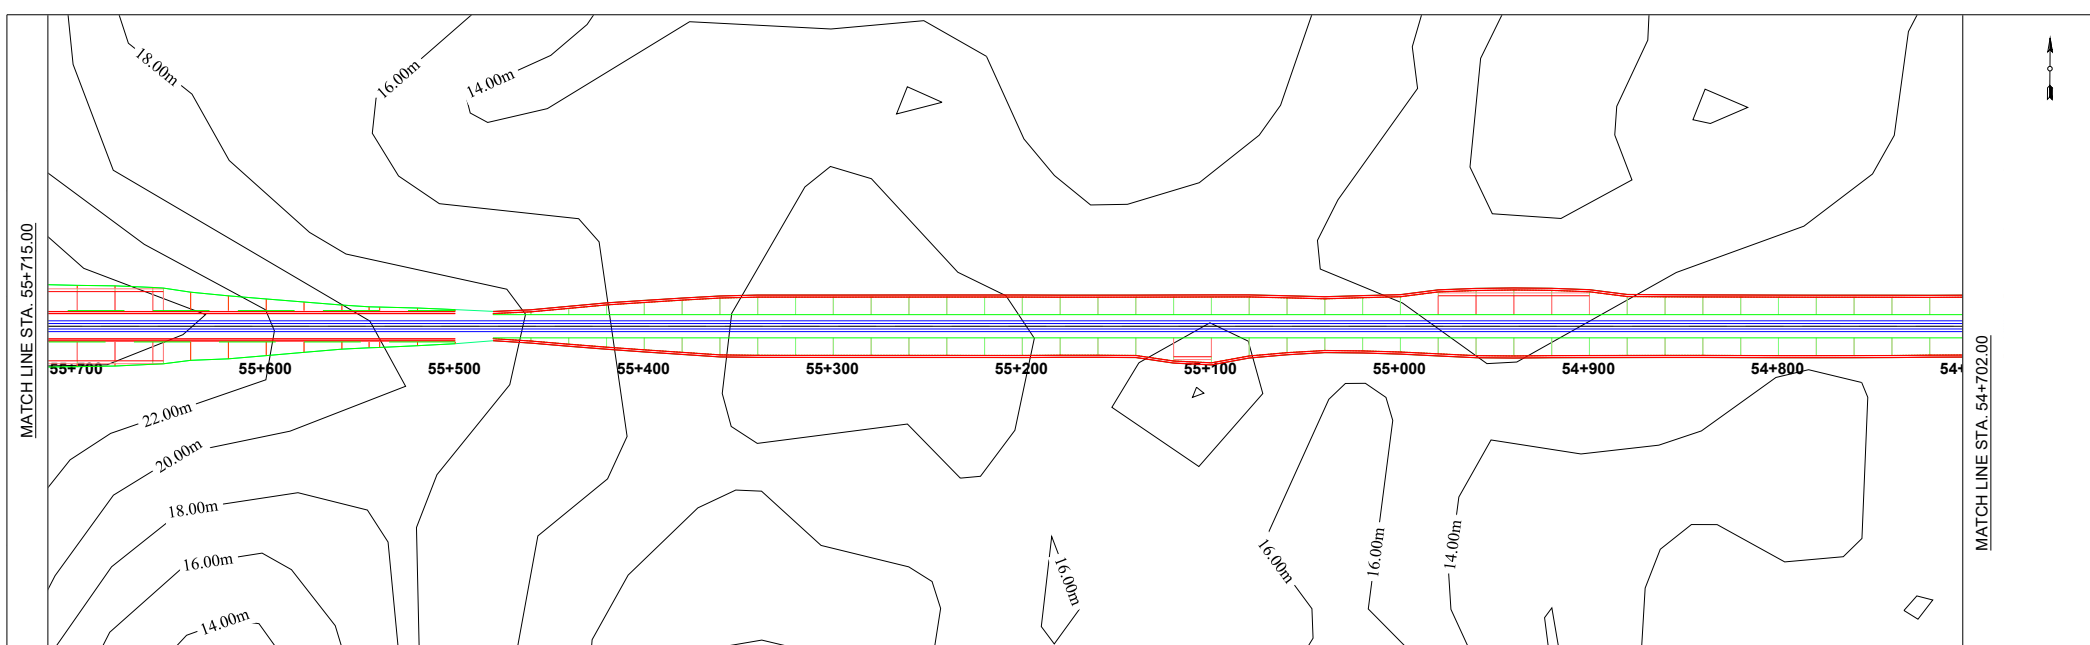 18.00m
16.00m
14.00m
MATCH LINE STA. 55+715.00
55+700
55+600
55+500
55+400
55+300
55+200
55+100
55+000
54+900
54+800
54+
MATCH LINE STA. 54+702.00
22.00m
20.00m
18.00m
16.00m
14.00m
16.00m
16.00m
16.00m
14.00m